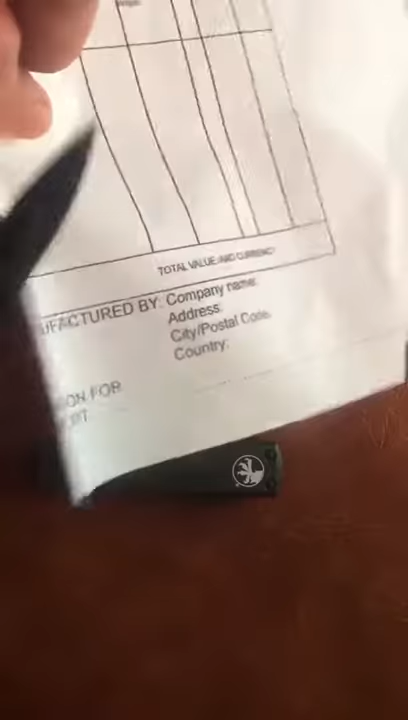 TOTAL VALUE AND CURRENCY
UFACTURED BY: Company name:
Address:
City/Postal Code:
Country:
ON FOR